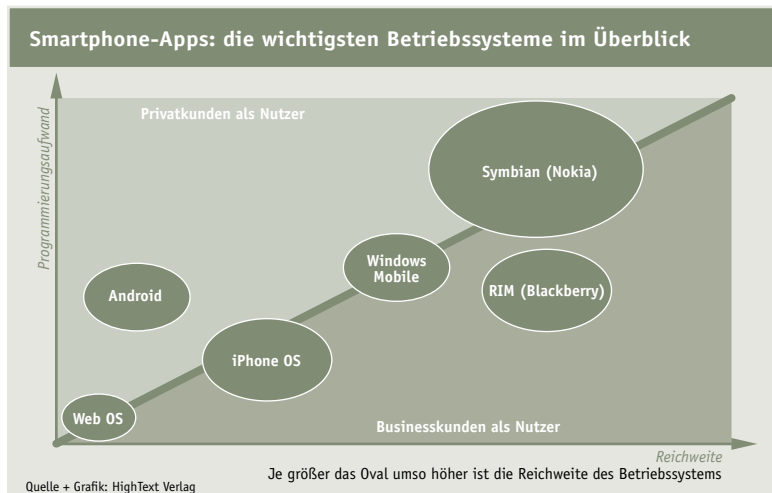 Smartphone-Apps: die wichtigsten Betriebssysteme im Überblick
Programmierungsaufwand
Privatkunden als Nutzer
Symbian (Nokia)
Windows
Mobile
Android
RIM (Blackberry)
iPhone OS
Web OS
Businesskunden als Nutzer
Reichweite
Je größer das Oval umso höher ist die Reichweite des Betriebssystems
Quelle + Grafik: HighText Verlag